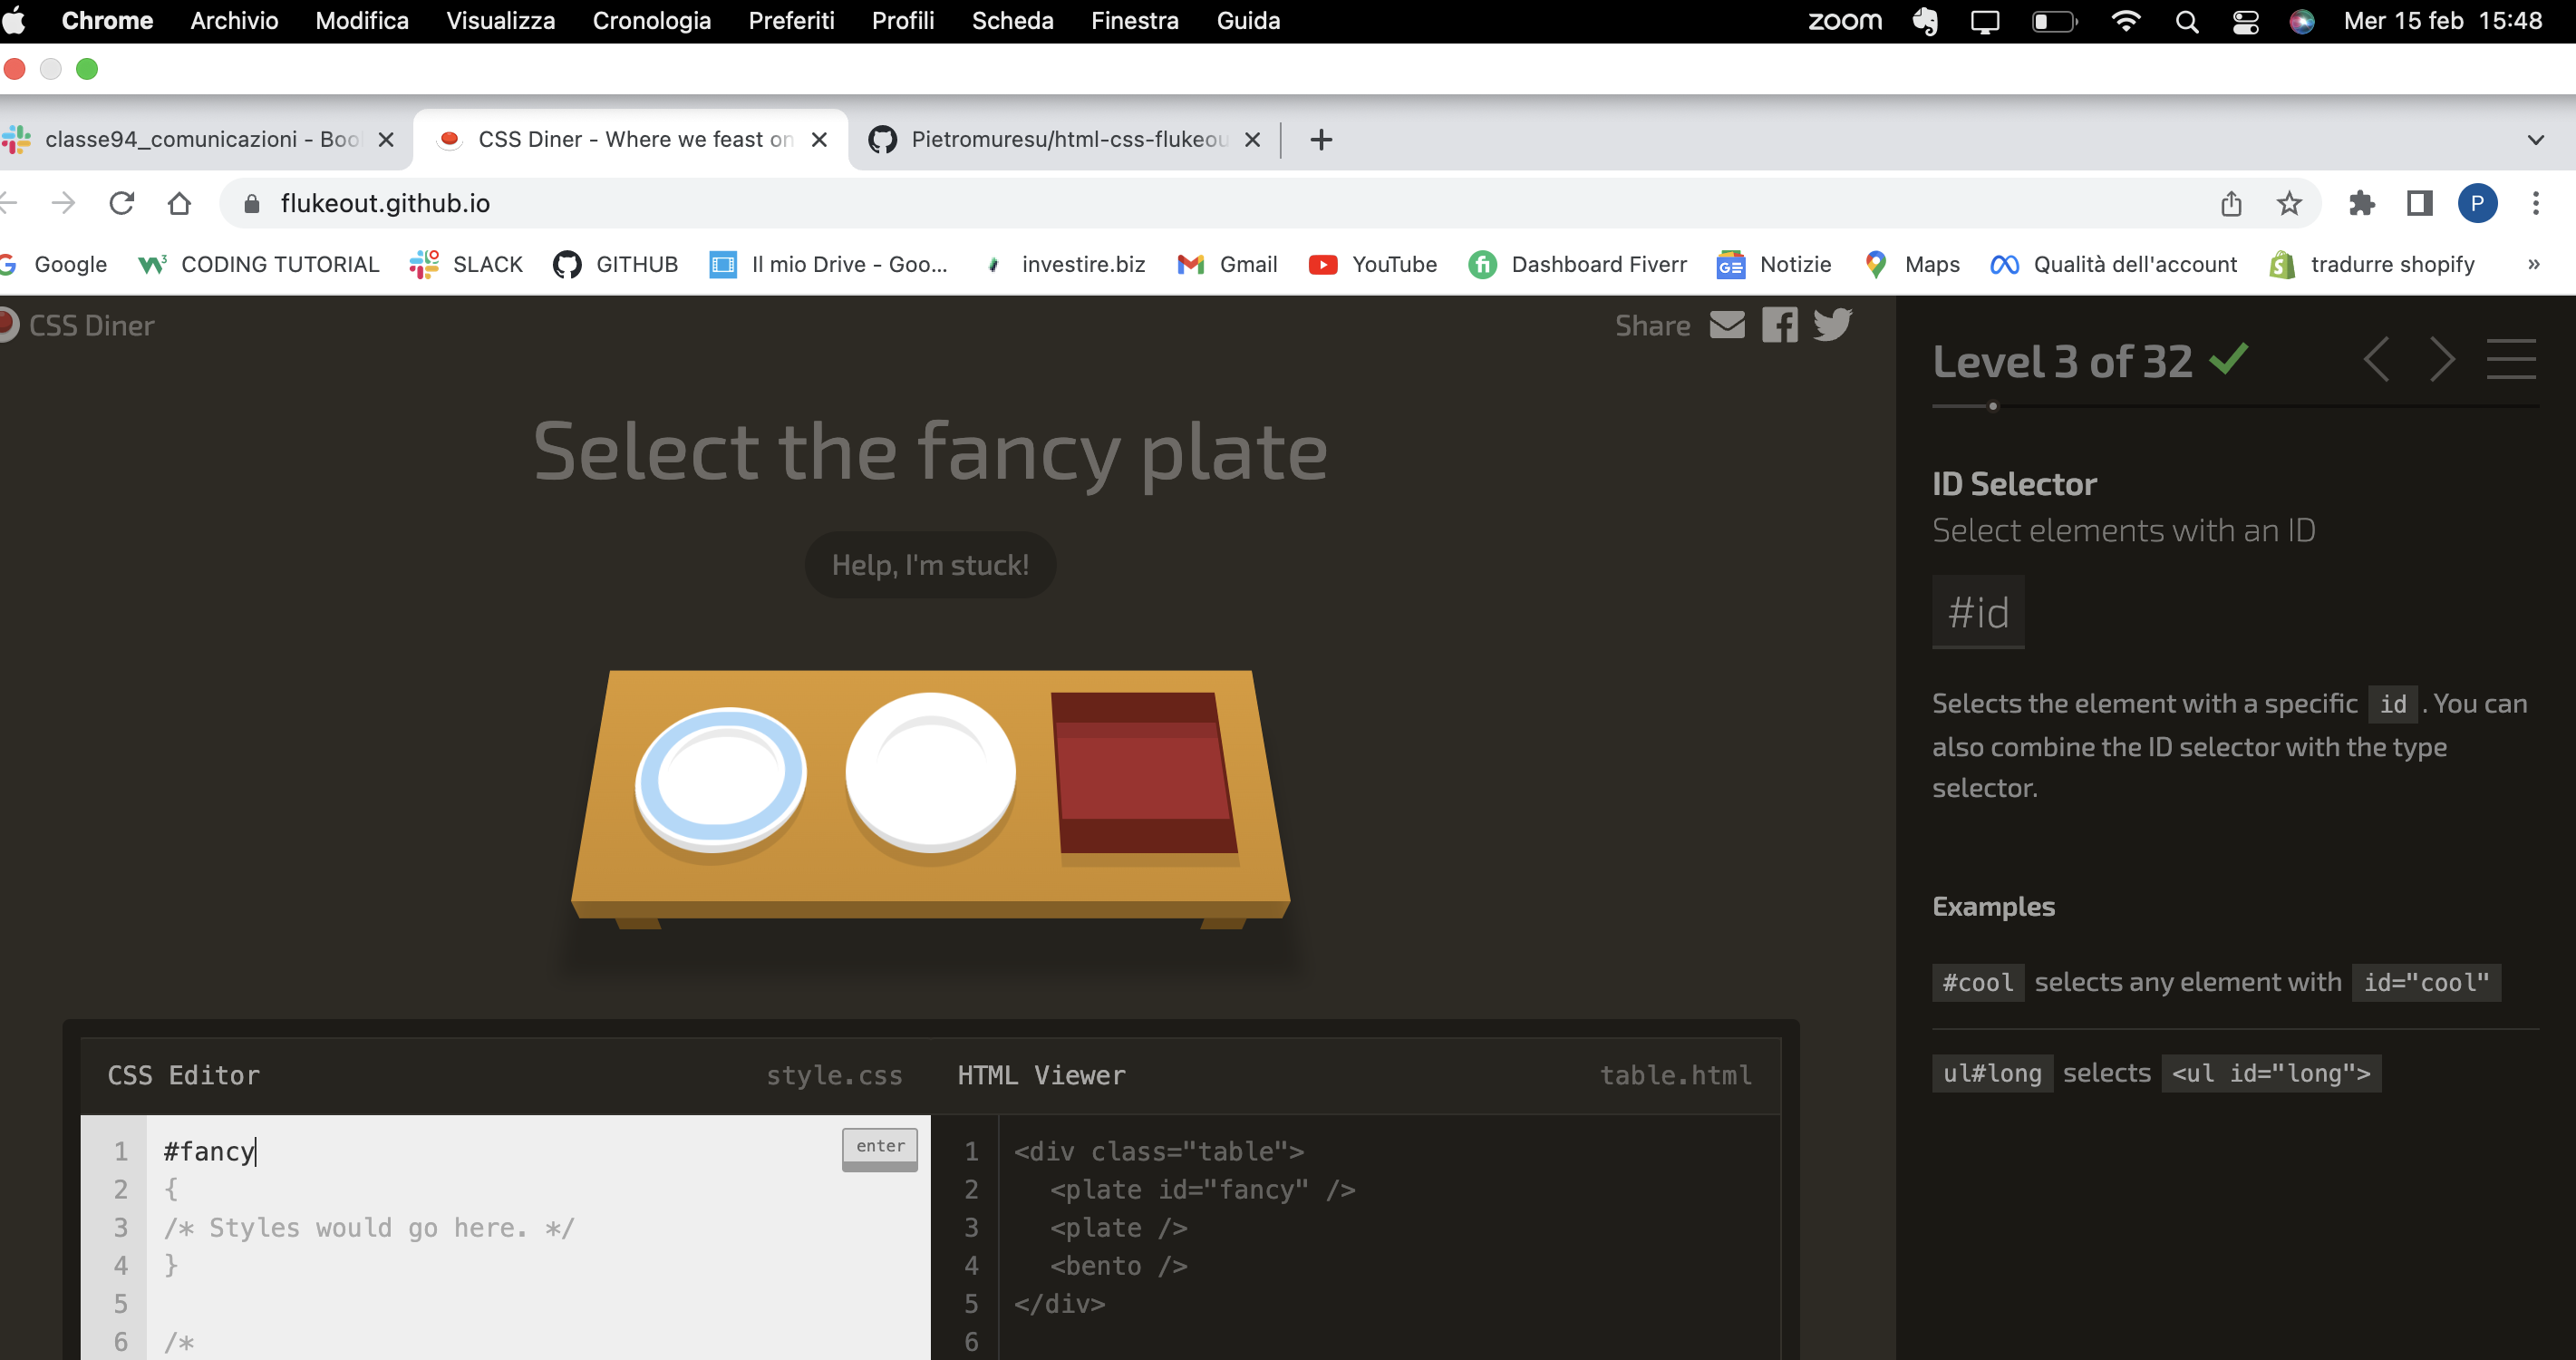 Chrome Archivio Modifica Visualizza Cronologia Preferiti Profili Scheda Finestra Guida zoom Mer 15 feb 15:48
classe94_comunicazioni - Boo CSS Diner - Where we feast on Pietromuresu/html-css-flukeou
flukeout.github.io P
Google CODING TUTORIAL SLACK GITHUB Il mio Drive - Goo... investire.biz Gmail YouTube Dashboard Fiverr Notizie Maps Qualità dell'account tradurre shopify »
CSS Diner
Share
Select the fancy plate
Help, I'm stuck!
CSS Editor style.css
1 #fancy
enter
2 {
3 /* Styles would go here. */
4 }
5
6 /*
HTML Viewer table.html
1 <div class="table">
2 <plate id="fancy" />
3 <plate />
4 <bento />
5 </div>
6
Level 3 of 32
ID Selector
Select elements with an ID
#id
Selects the element with a specific id . You can
also combine the ID selector with the type
selector.
Examples
#cool selects any element with id="cool"
ul#long selects <ul id="long">